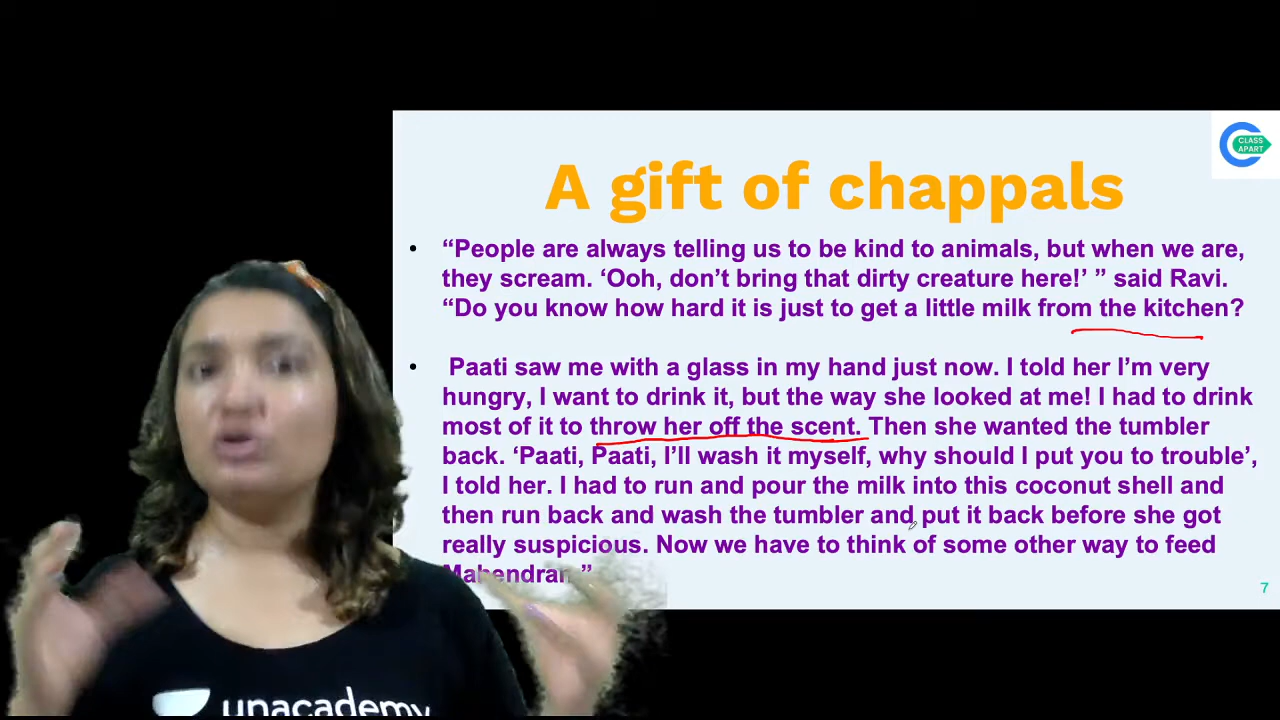 CLASS
APART
A gift of chappals
• “People are always telling us to be kind to animals, but when we are,
they scream. ‘Ooh, don’t bring that dirty creature here!’ ” said Ravi.
“Do you know how hard it is just to get a little milk from the kitchen?
• Paati saw me with a glass in my hand just now. I told her I’m very
hungry, I want to drink it, but the way she looked at me! I had to drink
most of it to throw her off the scent. Then she wanted the tumbler
back. ‘Paati, Paati, I’ll wash it myself, why should I put you to trouble’,
I told her. I had to run and pour the milk into this coconut shell and
then run back and wash the tumbler and put it back before she got
really suspicious. Now we have to think of some other way to feed
Mahendran.”
7
unacademy